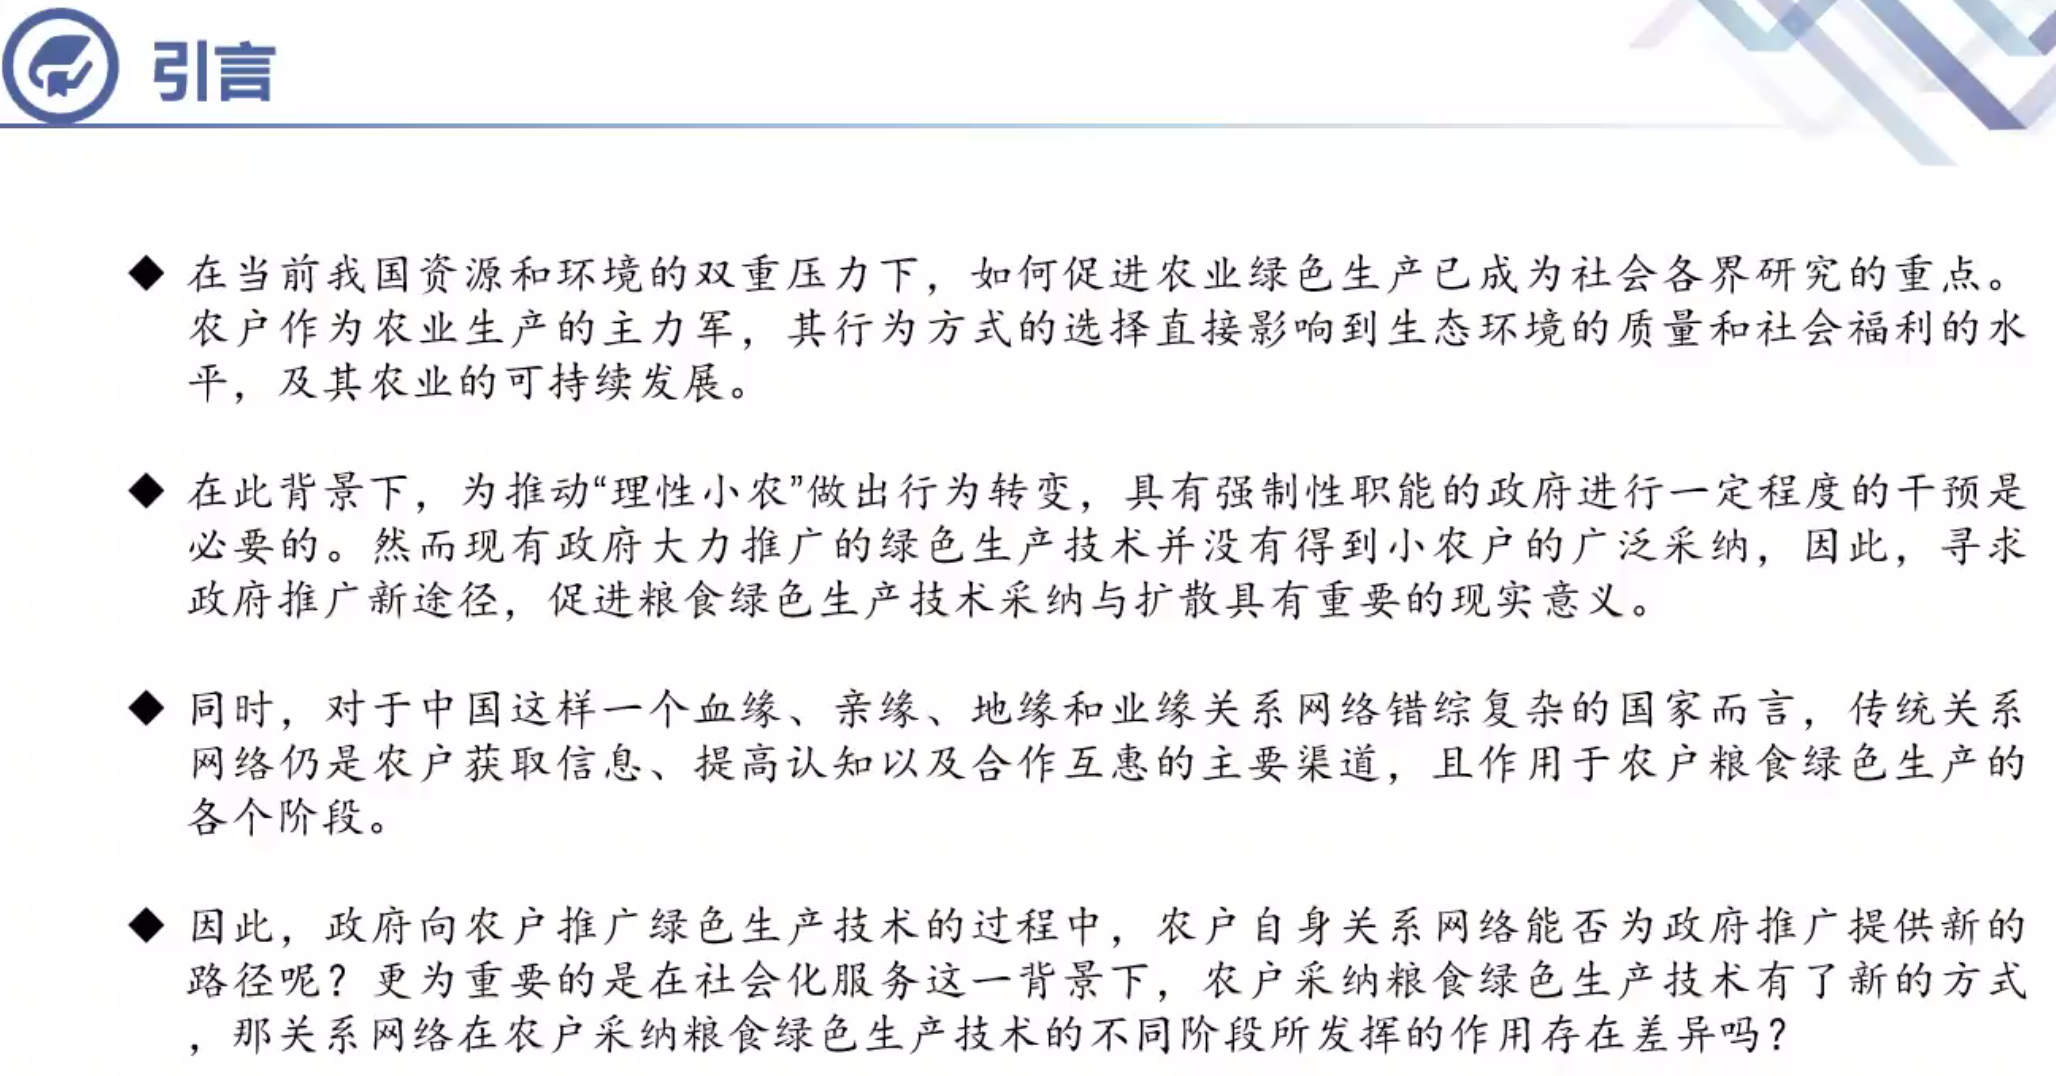 引言
◆ 在当前我国资源和环境的双重压力下，如何促进农业绿色生产已成为社会各界研究的重点。
农户作为农业生产的主力军，其行为方式的选择直接影响到生态环境的质量和社会福利的水
平，及其农业的可持续发展。
◆ 在此背景下，为推动“理性小农”做出行为转变，具有强制性职能的政府进行一定程度的干预是
必要的。然而现有政府大力推广的绿色生产技术并没有得到小农户的广泛采纳，因此，寻求
政府推广新途径，促进粮食绿色生产技术采纳与扩散具有重要的现实意义。
◆ 同时，对于中国这样一个血缘、亲缘、地缘和业缘关系网络错综复杂的国家而言，传统关系
网络仍是农户获取信息、提高认知以及合作互惠的主要渠道，且作用于农户粮食绿色生产的
各个阶段。
◆ 因此，政府向农户推广绿色生产技术的过程中，农户自身关系网络能否为政府推广提供新的
路径呢？更为重要的是在社会化服务这一背景下，农户采纳粮食绿色生产技术有了新的方式
，那关系网络在农户采纳粮食绿色生产技术的不同阶段所发挥的作用存在差异吗？